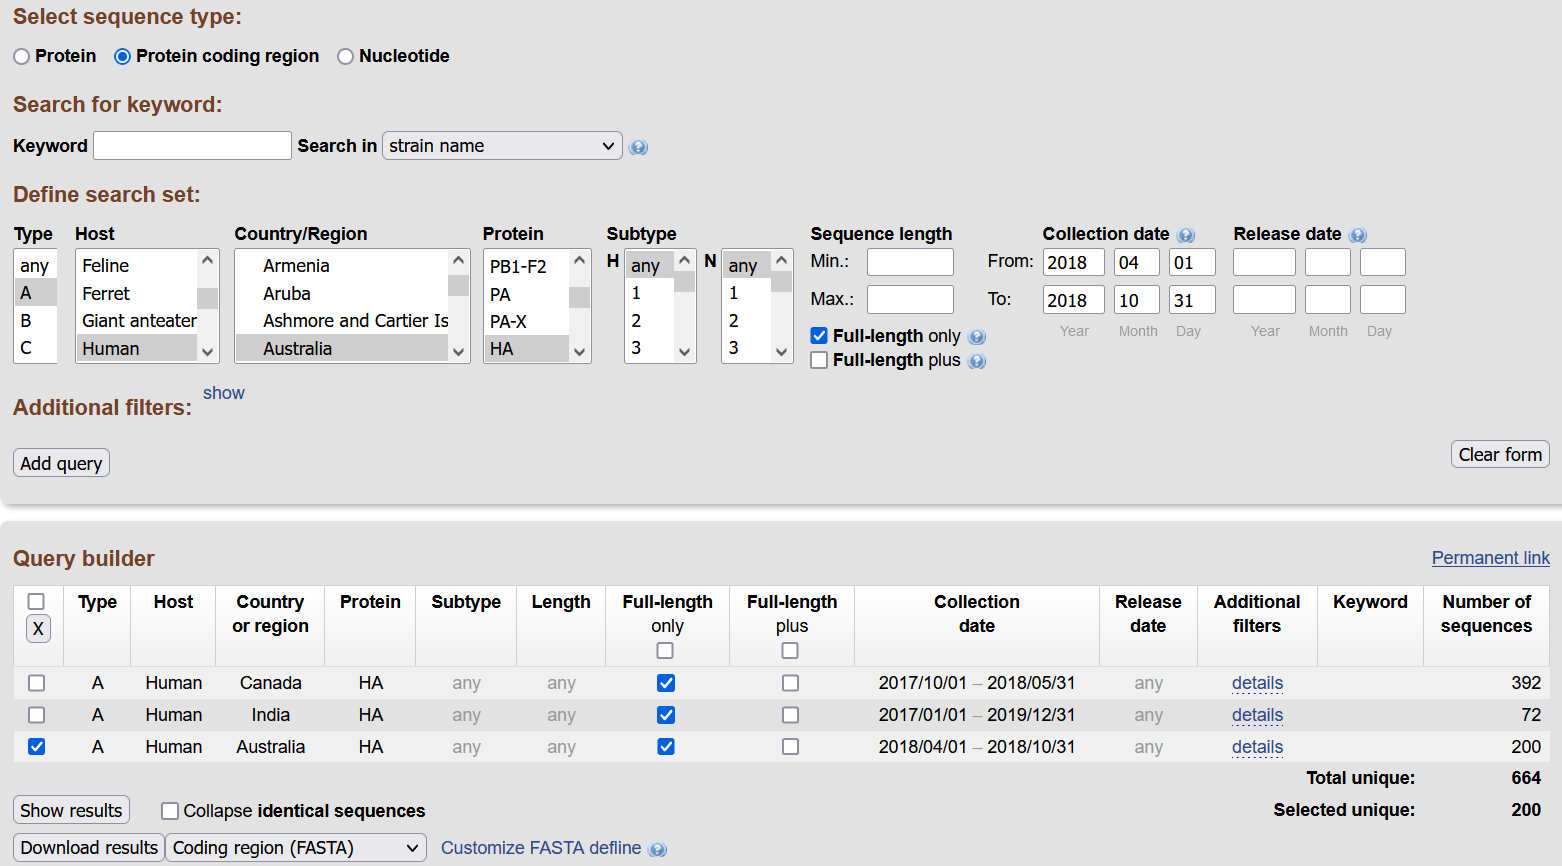 Select sequence type:
Protein Protein coding region Nucleotide
Search for keyword:
Keyword Search in strain name
Define search set:
Type Host Country/Region Protein Subtype Sequence length Collection date Release date
any Feline Armenia PB1-F2 H any N any Min.: From: 2018 04 01
A Ferret Aruba PA 1 1 Max.: To: 2018 10 31
B Giant anteater Ashmore and Cartier Is PA-X 2 2 Year Month Day Year Month Day
C Human Australia HA 3 3 Full-length only
Full-length plus
Additional filters: show
Add query Clear form
Query builder Permanent link
X Type Host Country or region Protein Subtype Length Full-length only Full-length plus Collection date Release date Additional filters Keyword Number of sequences
A Human Canada HA any any 2017/10/01 – 2018/05/31 any details 392
A Human India HA any any 2017/01/01 – 2019/12/31 any details 72
A Human Australia HA any any 2018/04/01 – 2018/10/31 any details 200
Total unique: 664
Show results Collapse identical sequences Selected unique: 200
Download results Coding region (FASTA) Customize FASTA defline